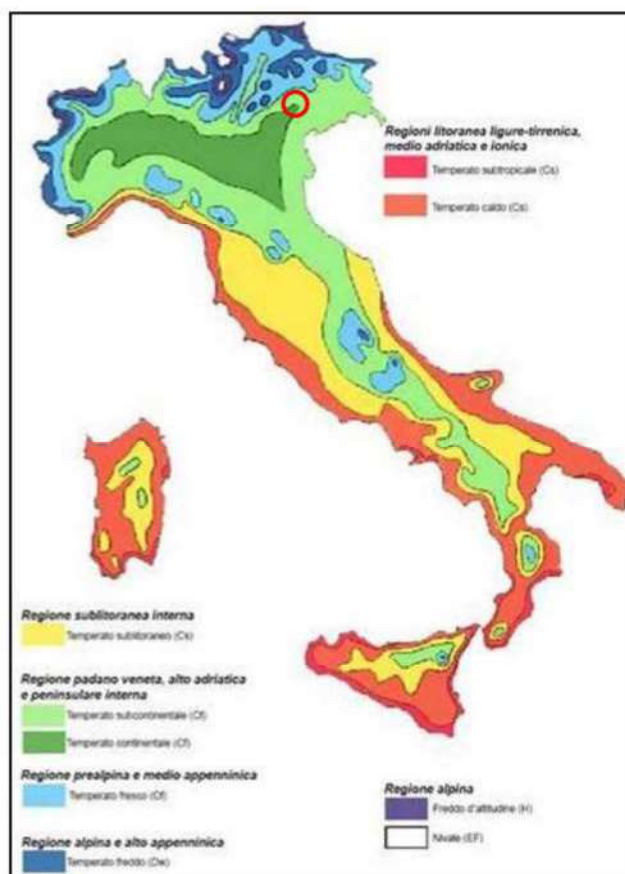 Regioni litoranea ligure-tirrenica,
medio adriatica e ionica
Temperato subtropicale (Cs)
Temperato caldo (Cs)
Regione sublitoranea interna
Temperato sublitoraneo (Cs)
Regione padano veneta, alto adriatica
e peninsulare interna
Temperato subcontinentale (Cf)
Temperato continentale (Cf)
Regione prealpina e medio appenninica
Temperato fresco (Cf)
Regione alpina e alto appenninica
Temperato freddo (Dw)
Regione alpina
Freddo d'altitudine (H)
Nivale (EF)